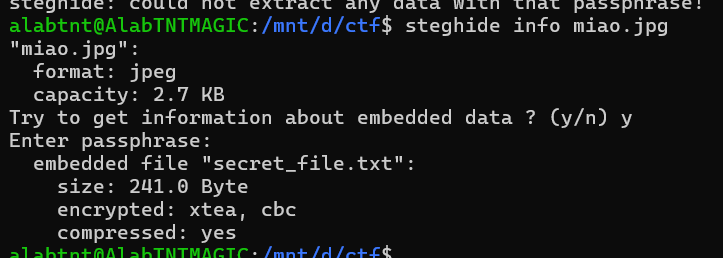 steghide: could not extract any data with that passphrase!
alabtnt@AlabTNTMAGIC:/mnt/d/ctf$ steghide info miao.jpg
"miao.jpg":
  format: jpeg
  capacity: 2.7 KB
Try to get information about embedded data ? (y/n) y
Enter passphrase:
  embedded file "secret_file.txt":
    size: 241.0 Byte
    encrypted: xtea, cbc
    compressed: yes
alabtnt@AlabTNTMAGIC:/mnt/d/ctf$